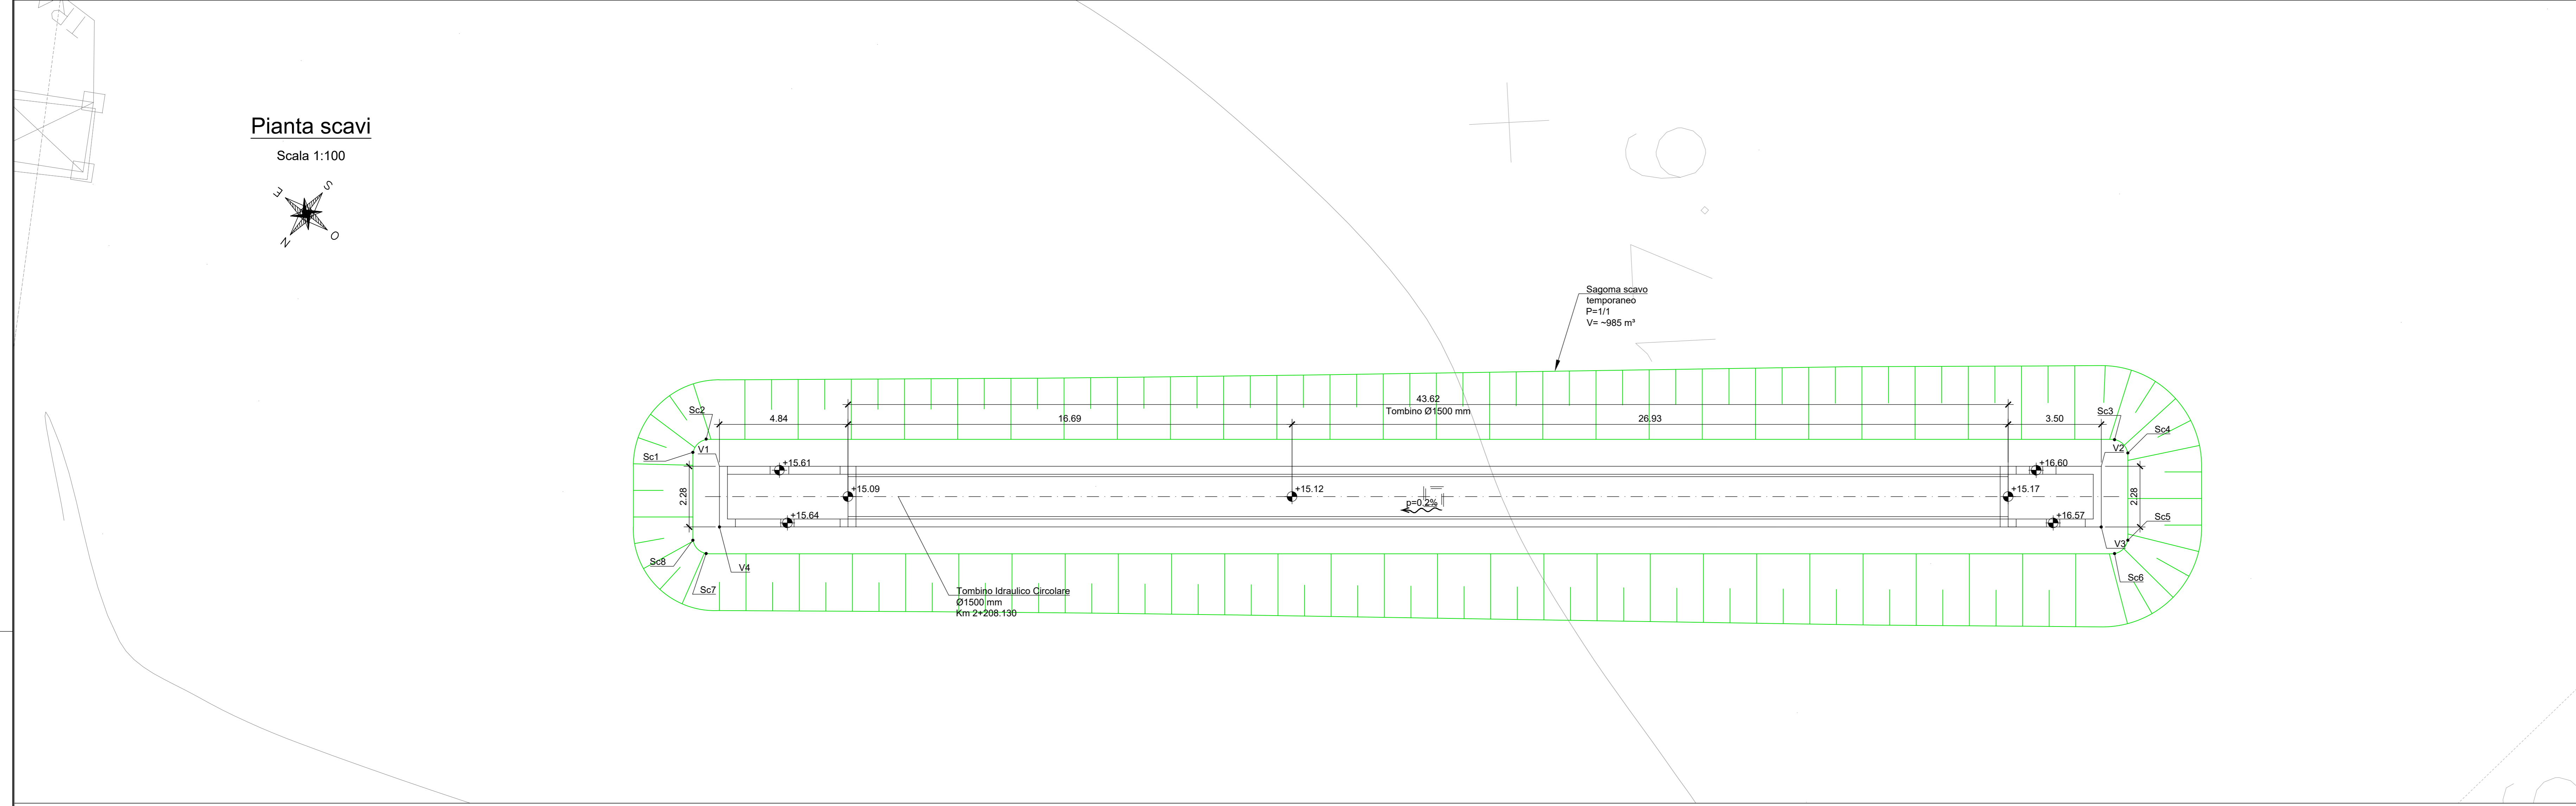 Pianta scavi
Scala 1:100
S
E
O
N
Sagoma scavo
temporaneo
P=1/1
V= ~985 m³
43.62
Tombino Ø1500 mm
4.84
16.69
26.93
3.50
Sc2
Sc3
Sc4
Sc1
V1
V2
+15.61
+16.60
+15.09
+15.12
+15.17
2.28
2.28
p=0.2%
+15.64
+16.57
Sc5
V3
Sc8
V4
Sc7
Sc6
Tombino Idraulico Circolare
Ø1500 mm
Km 2+208.130